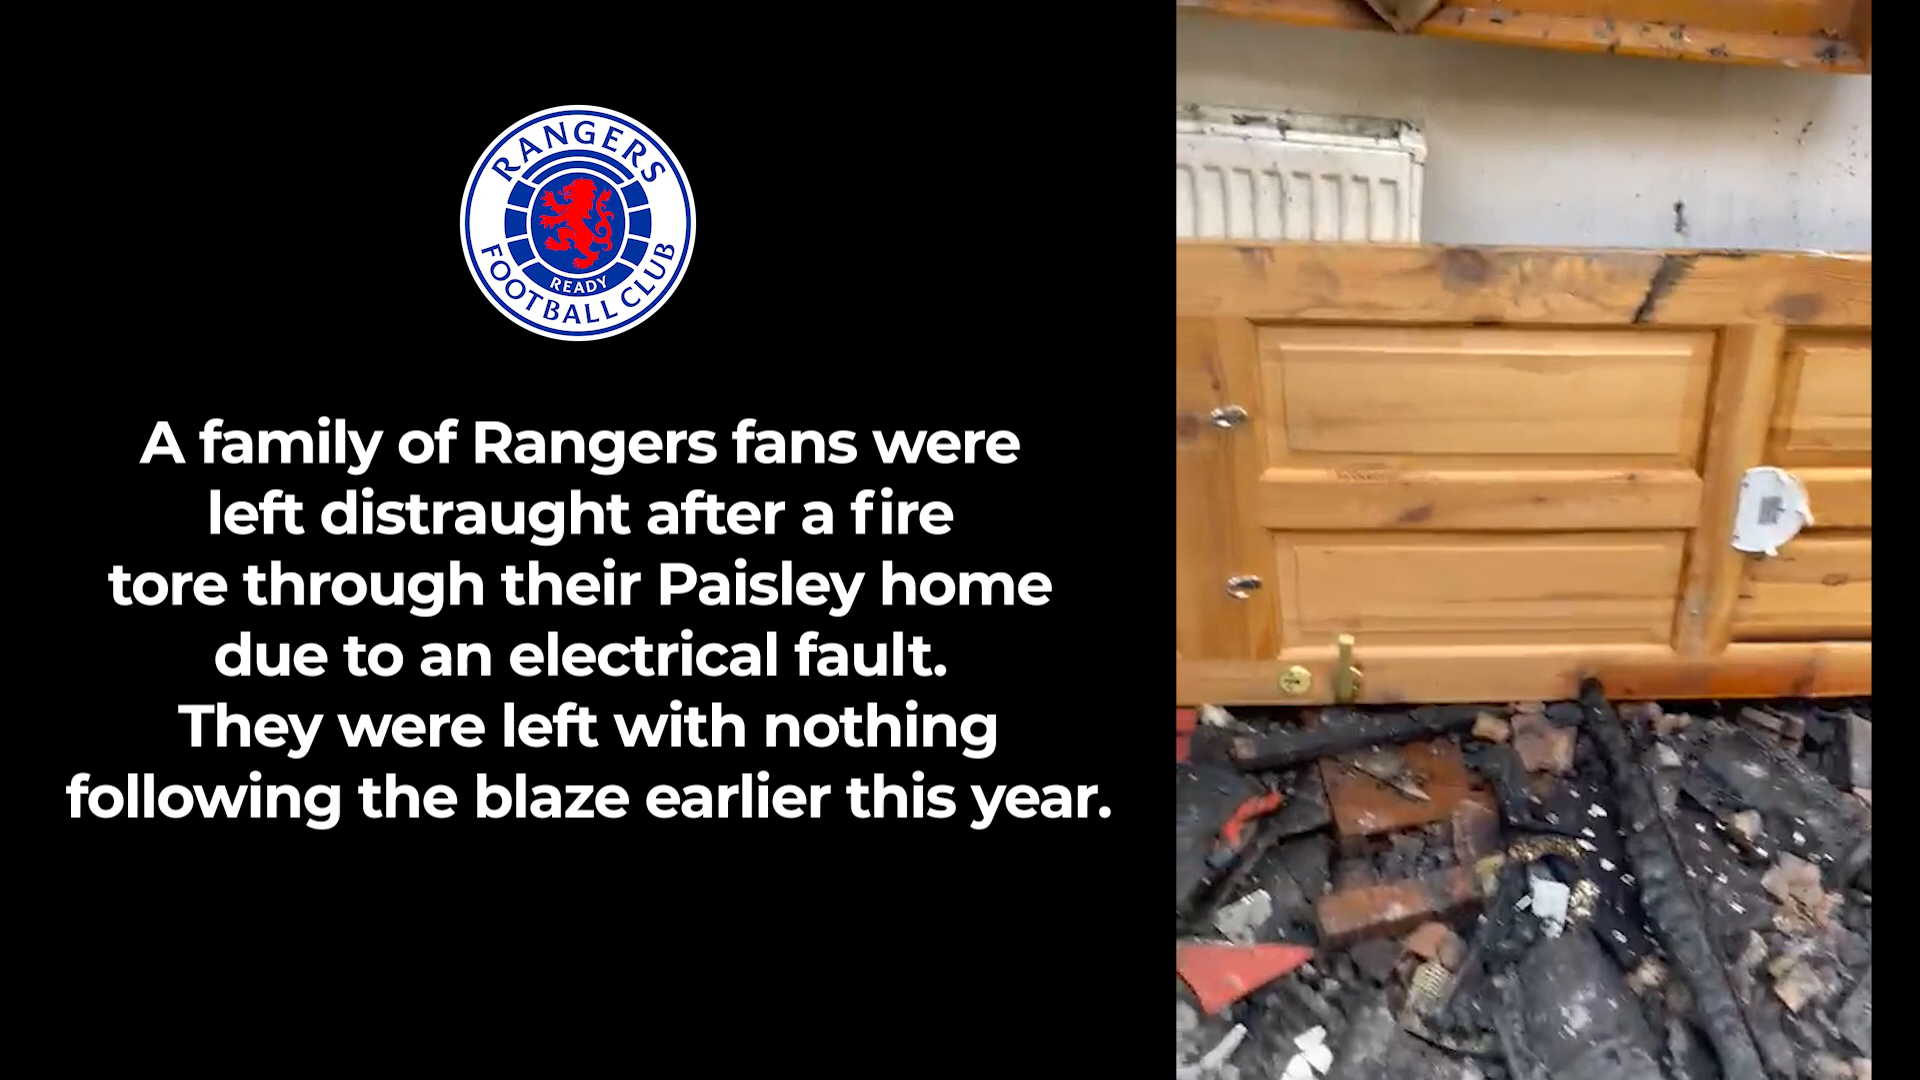 RANGERS
READY
FOOTBALL CLUB
A family of Rangers fans were
left distraught after a fire
tore through their Paisley home
due to an electrical fault.
They were left with nothing
following the blaze earlier this year.